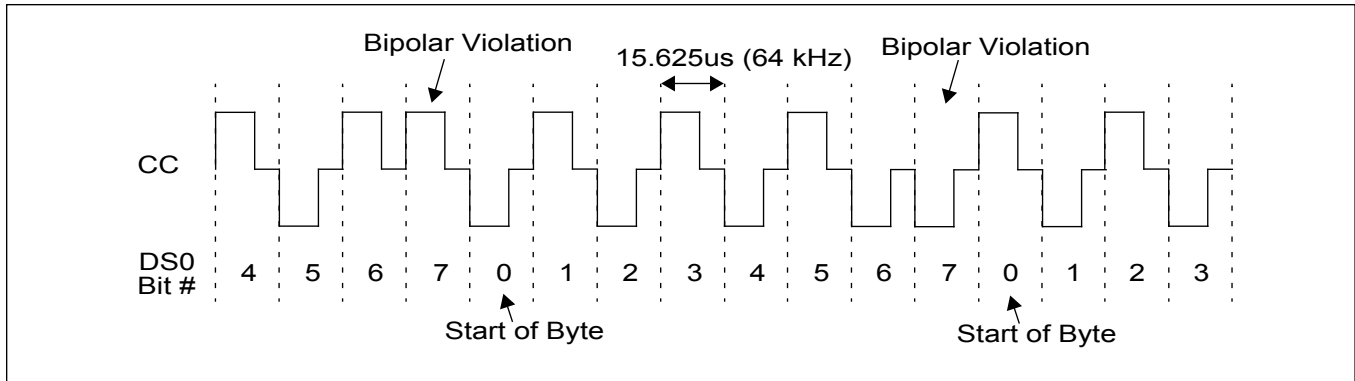 Bipolar Violation
15.625us (64 kHz)
Bipolar Violation
CC
DS0
Bit #
4 5 6 7 0 1 2 3 4 5 6 7 0 1 2 3
Start of Byte
Start of Byte